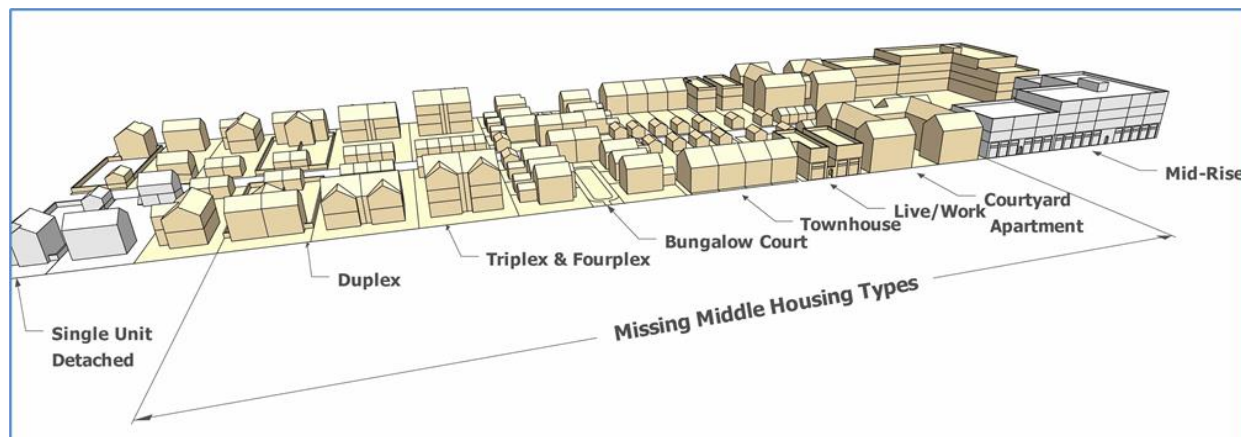 Single Unit
Detached
Duplex
Triplex & Fourplex
Bungalow Court
Townhouse
Live/Work
Courtyard
Apartment
Mid-Rise
Missing Middle Housing Types